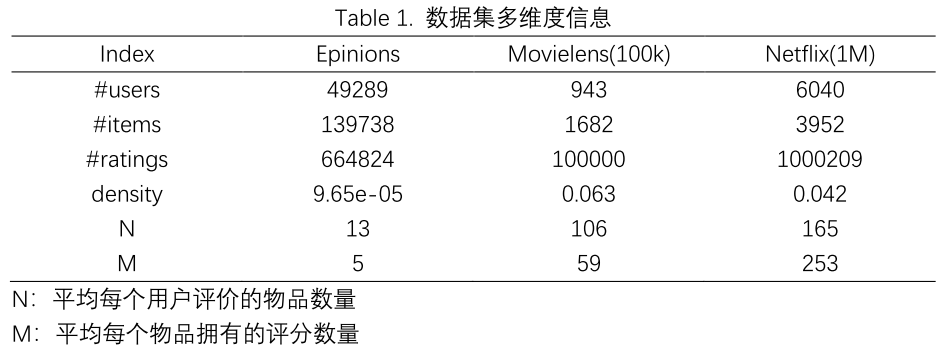 Table 1. 数据集多维度信息
Index Epinions Movielens(100k) Netflix(1M)
#users 49289 943 6040
#items 139738 1682 3952
#ratings 664824 100000 1000209
density 9.65e-05 0.063 0.042
N 13 106 165
M 5 59 253
N：平均每个用户评价的物品数量
M：平均每个物品拥有的评分数量